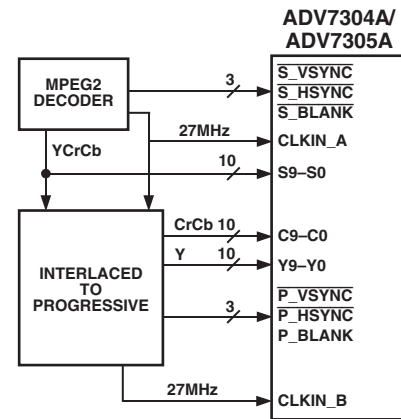 ADV7304A/
ADV7305A
MPEG2
DECODER
3
S_VSYNC
S_HSYNC
S_BLANK
27MHz
CLKIN_A
YCrCb
10
S9–S0
INTERLACED
TO
PROGRESSIVE
CrCb 10
C9–C0
Y 10
Y9–Y0
3
P_VSYNC
P_HSYNC
P_BLANK
27MHz
CLKIN_B